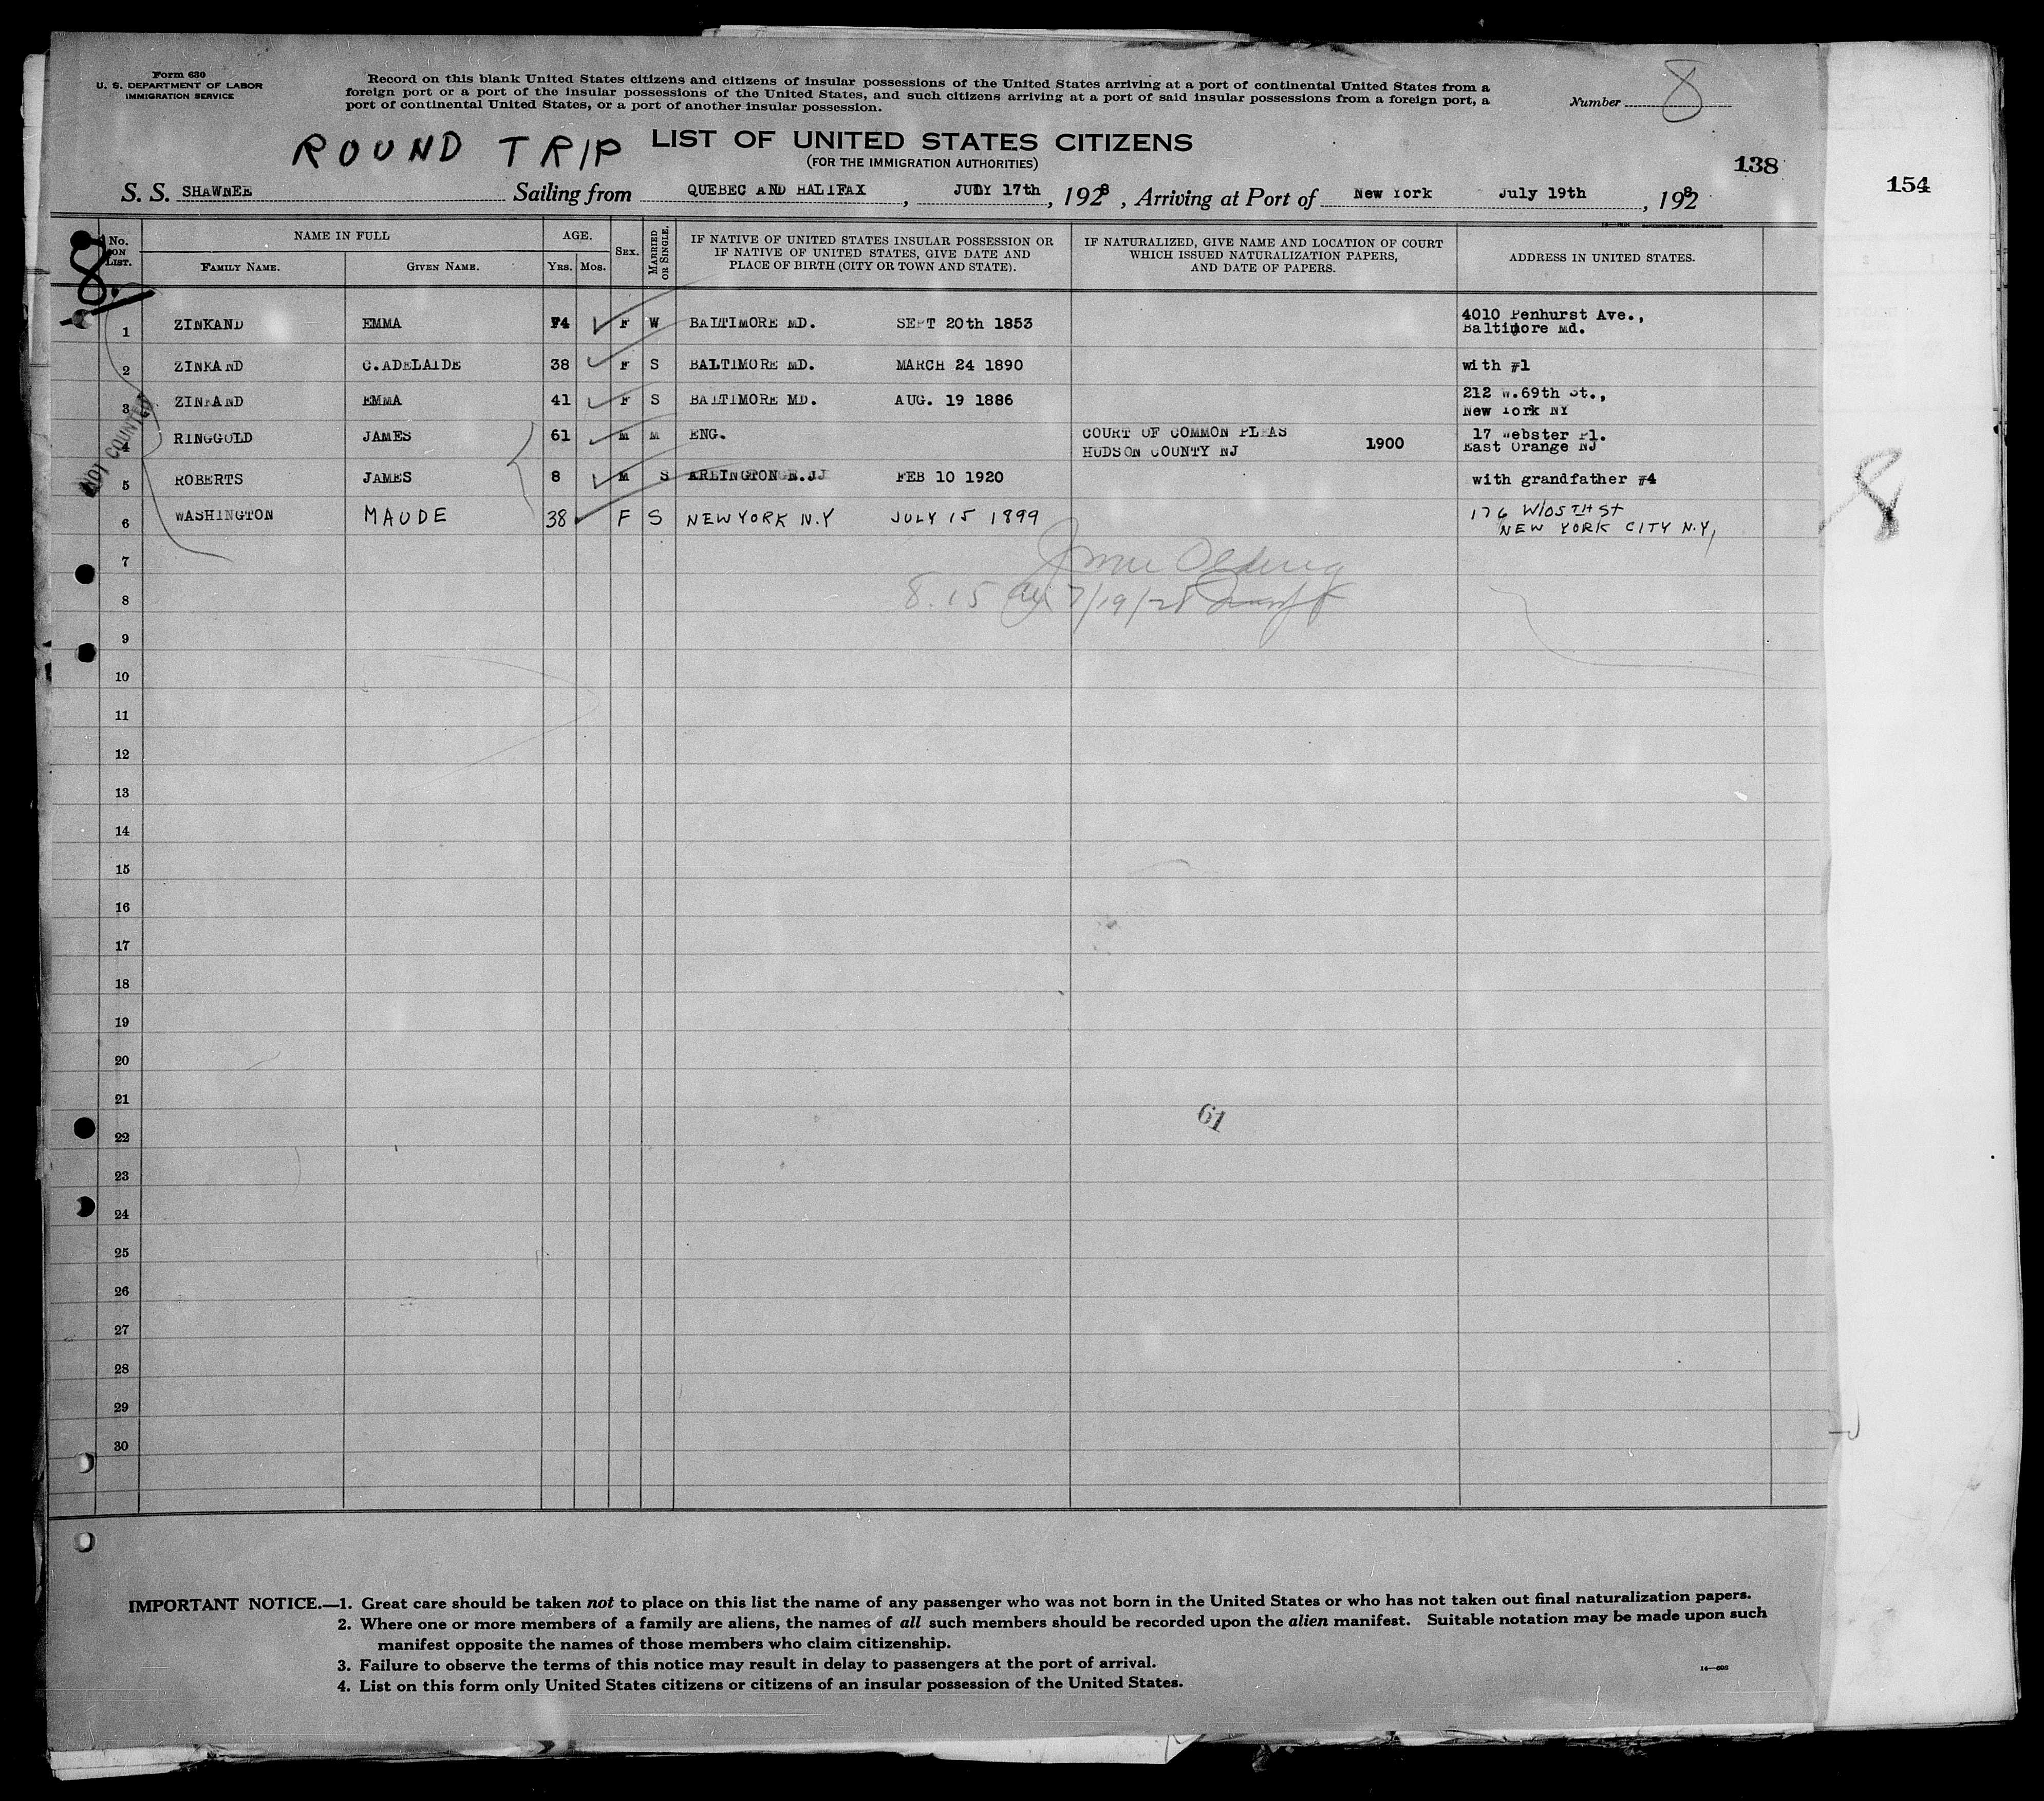 Form 630
U. S. DEPARTMENT OF LABOR
IMMIGRATION SERVICE
Record on this blank United States citizens and citizens of insular possessions of the United States arriving at a port of continental United States from a
foreign port or a port of the insular possessions of the United States, and such citizens arriving at a port of said insular possessions from a foreign port, a
port of continental United States, or a port of another insular possession.
Number 8
ROUND TRIP LIST OF UNITED STATES CITIZENS
(FOR THE IMMIGRATION AUTHORITIES)
138
154
S. S. SHAWNEE Sailing from QUEBEC AND HALIFAX, JULY 17th, 1928, Arriving at Port of New York July 19th, 1928
8.
No. ON LIST. NAME IN FULL FAMILY NAME. GIVEN NAME. AGE. YRS. MOS. SEX. MARRIED OR SINGLE.
IF NATIVE OF UNITED STATES INSULAR POSSESSION OR
IF NATIVE OF UNITED STATES, GIVE DATE AND
PLACE OF BIRTH (CITY OR TOWN AND STATE).
IF NATURALIZED, GIVE NAME AND LOCATION OF COURT
WHICH ISSUED NATURALIZATION PAPERS,
AND DATE OF PAPERS.
ADDRESS IN UNITED STATES.
1 ZINKAND EMMA 74 F W BALTIMORE MD. SEPT 20th 1853 4010 Penhurst Ave.,
Baltimore Md.
2 ZINKAND C.ADELAIDE 38 F S BALTIMORE MD. MARCH 24 1890 with #1
3 ZINKAND EMMA 41 F S BALTIMORE MD. AUG. 19 1886 212 W.69th St.,
New York NY
4 RINGGOLD JAMES 61 M M ENG. COURT OF COMMON PLEAS
HUDSON COUNTY NJ 1900 17 Webster Pl.
East Orange NJ
5 ROBERTS JAMES 8 M S ARLINGTON N.J FEB 10 1920 with grandfather #4
6 WASHINGTON MAUDE 38 F S NEW YORK N.Y JULY 15 1899 176 W105TH St
NEW YORK CITY N.Y,
NOT COUNTED
8
7
8 8.15 7/19/28
9
10
11
12
13
14
15
16
17
18
19
20
21
61
22
23
24
25
26
27
28
29
30
IMPORTANT NOTICE.—1. Great care should be taken not to place on this list the name of any passenger who was not born in the United States or who has not taken out final naturalization papers.
2. Where one or more members of a family are aliens, the names of all such members should be recorded upon the alien manifest. Suitable notation may be made upon such
manifest opposite the names of those members who claim citizenship.
3. Failure to observe the terms of this notice may result in delay to passengers at the port of arrival.
4. List on this form only United States citizens or citizens of an insular possession of the United States.